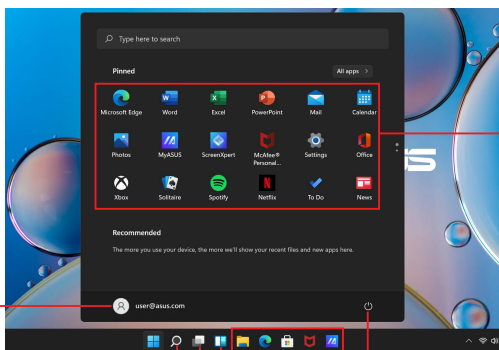 Type here to search
Pinned
All apps >
Microsoft Edge Word Excel PowerPoint Mail Calendar
Photos MyASUS ScreenXpert McAfee® Settings Office
Personal...
Xbox Solitaire Spotify Netflix To Do News
Recommended
The more you use your device, the more we'll show your recent files and new apps here.
user@asus.com